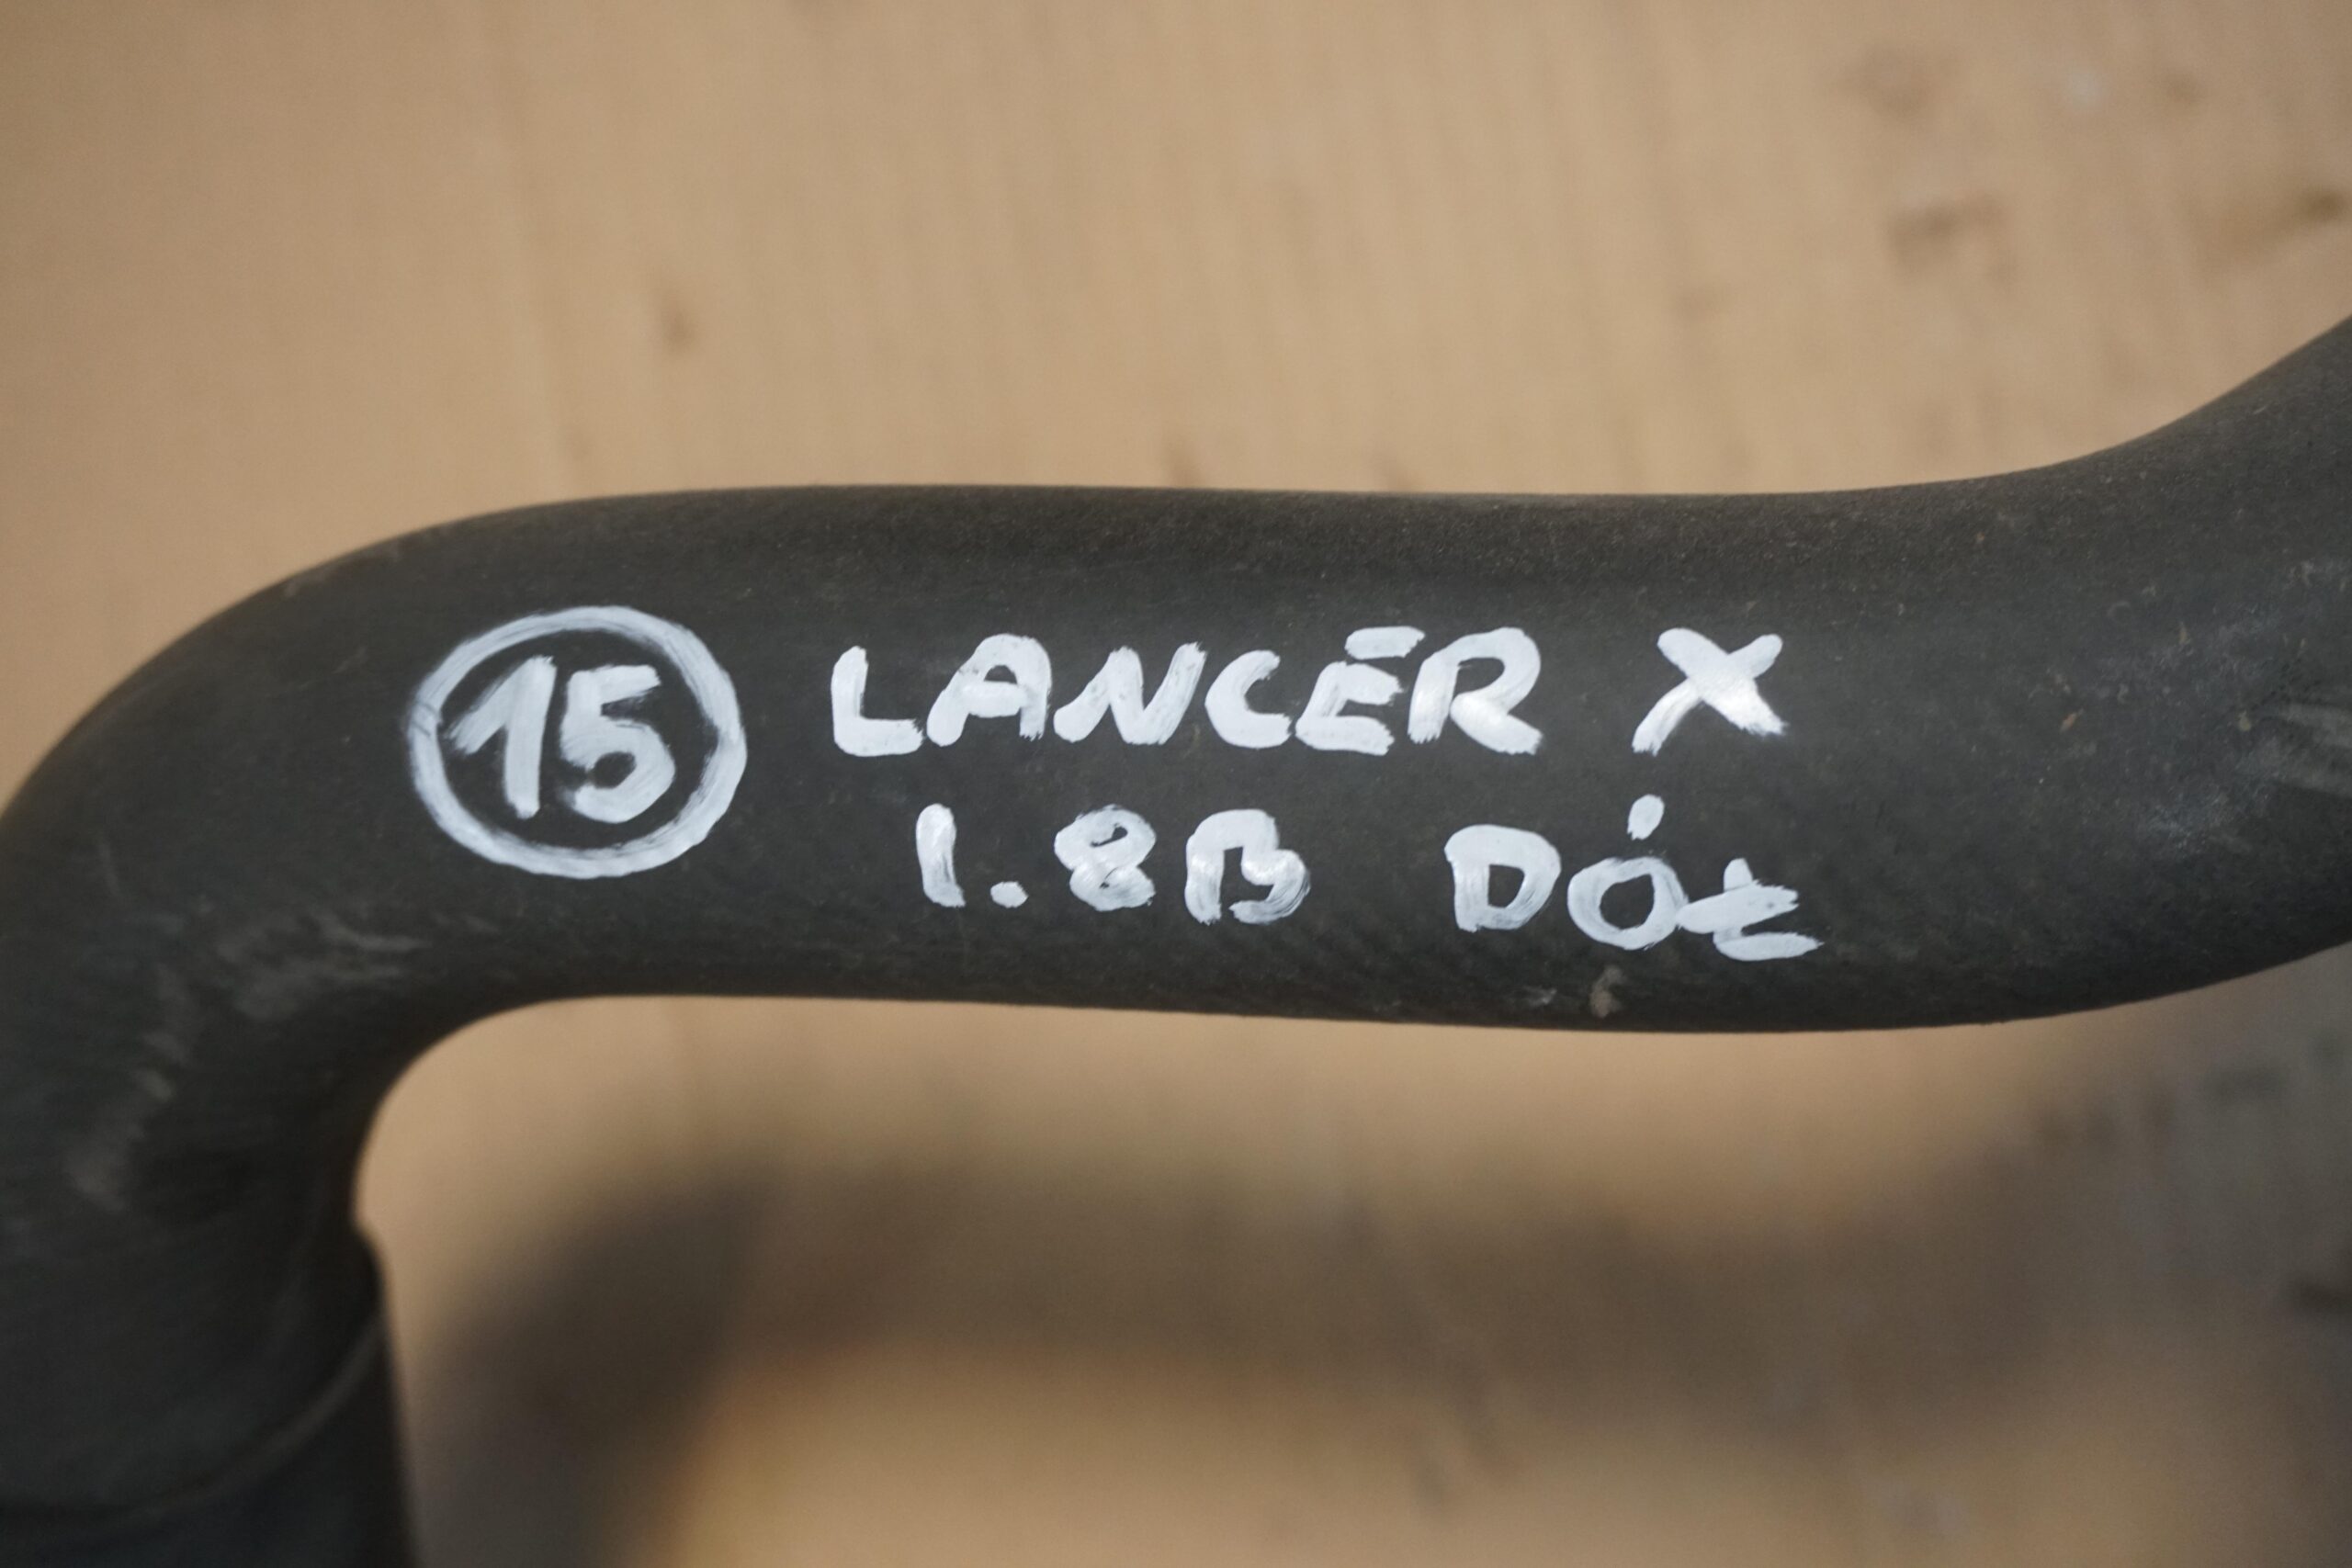 15 LANCER X
1.8B DÓŁ